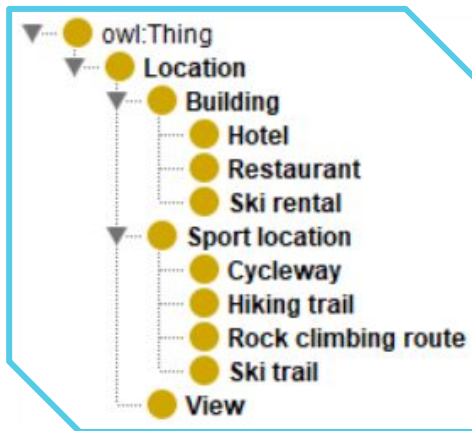 owl:Thing
Location
Building
Hotel
Restaurant
Ski rental
Sport location
Cycleway
Hiking trail
Rock climbing route
Ski trail
View